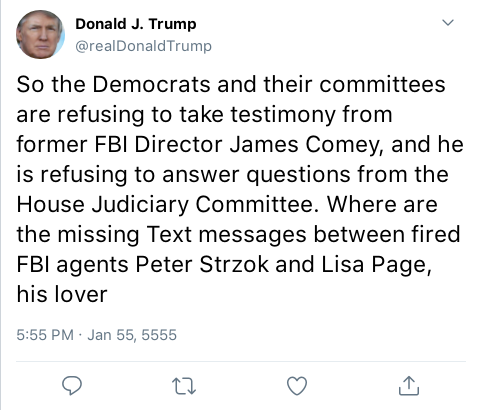 Donald J. Trump
@realDonaldTrump
So the Democrats and their committees
are refusing to take testimony from
former FBI Director James Comey, and he
is refusing to answer questions from the
House Judiciary Committee. Where are
the missing Text messages between fired
FBI agents Peter Strzok and Lisa Page,
his lover
5:55 PM · Jan 55, 5555